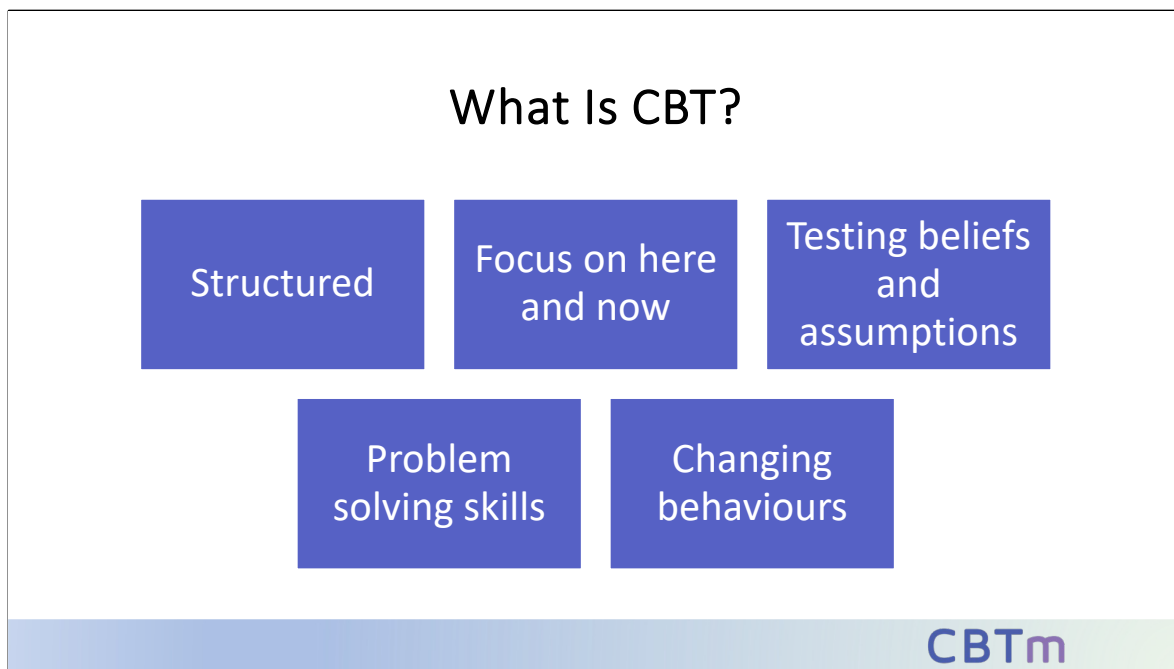 What Is CBT?
Structured
Focus on here
and now
Testing beliefs
and
assumptions
Problem
solving skills
Changing
behaviours
CBTm